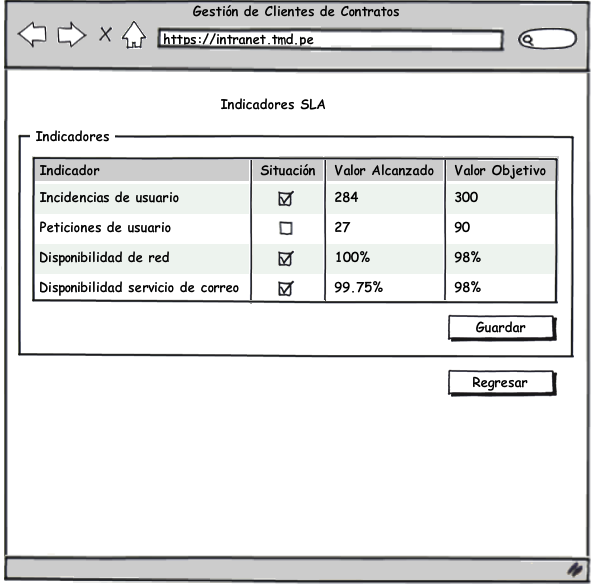 Gestión de Clientes de Contratos
https://intranet.tmd.pe
Indicadores SLA
Indicadores
Indicador Situación Valor Alcanzado Valor Objetivo
Incidencias de usuario 284 300
Peticiones de usuario 27 90
Disponibilidad de red 100% 98%
Disponibilidad servicio de correo 99.75% 98%
Guardar
Regresar